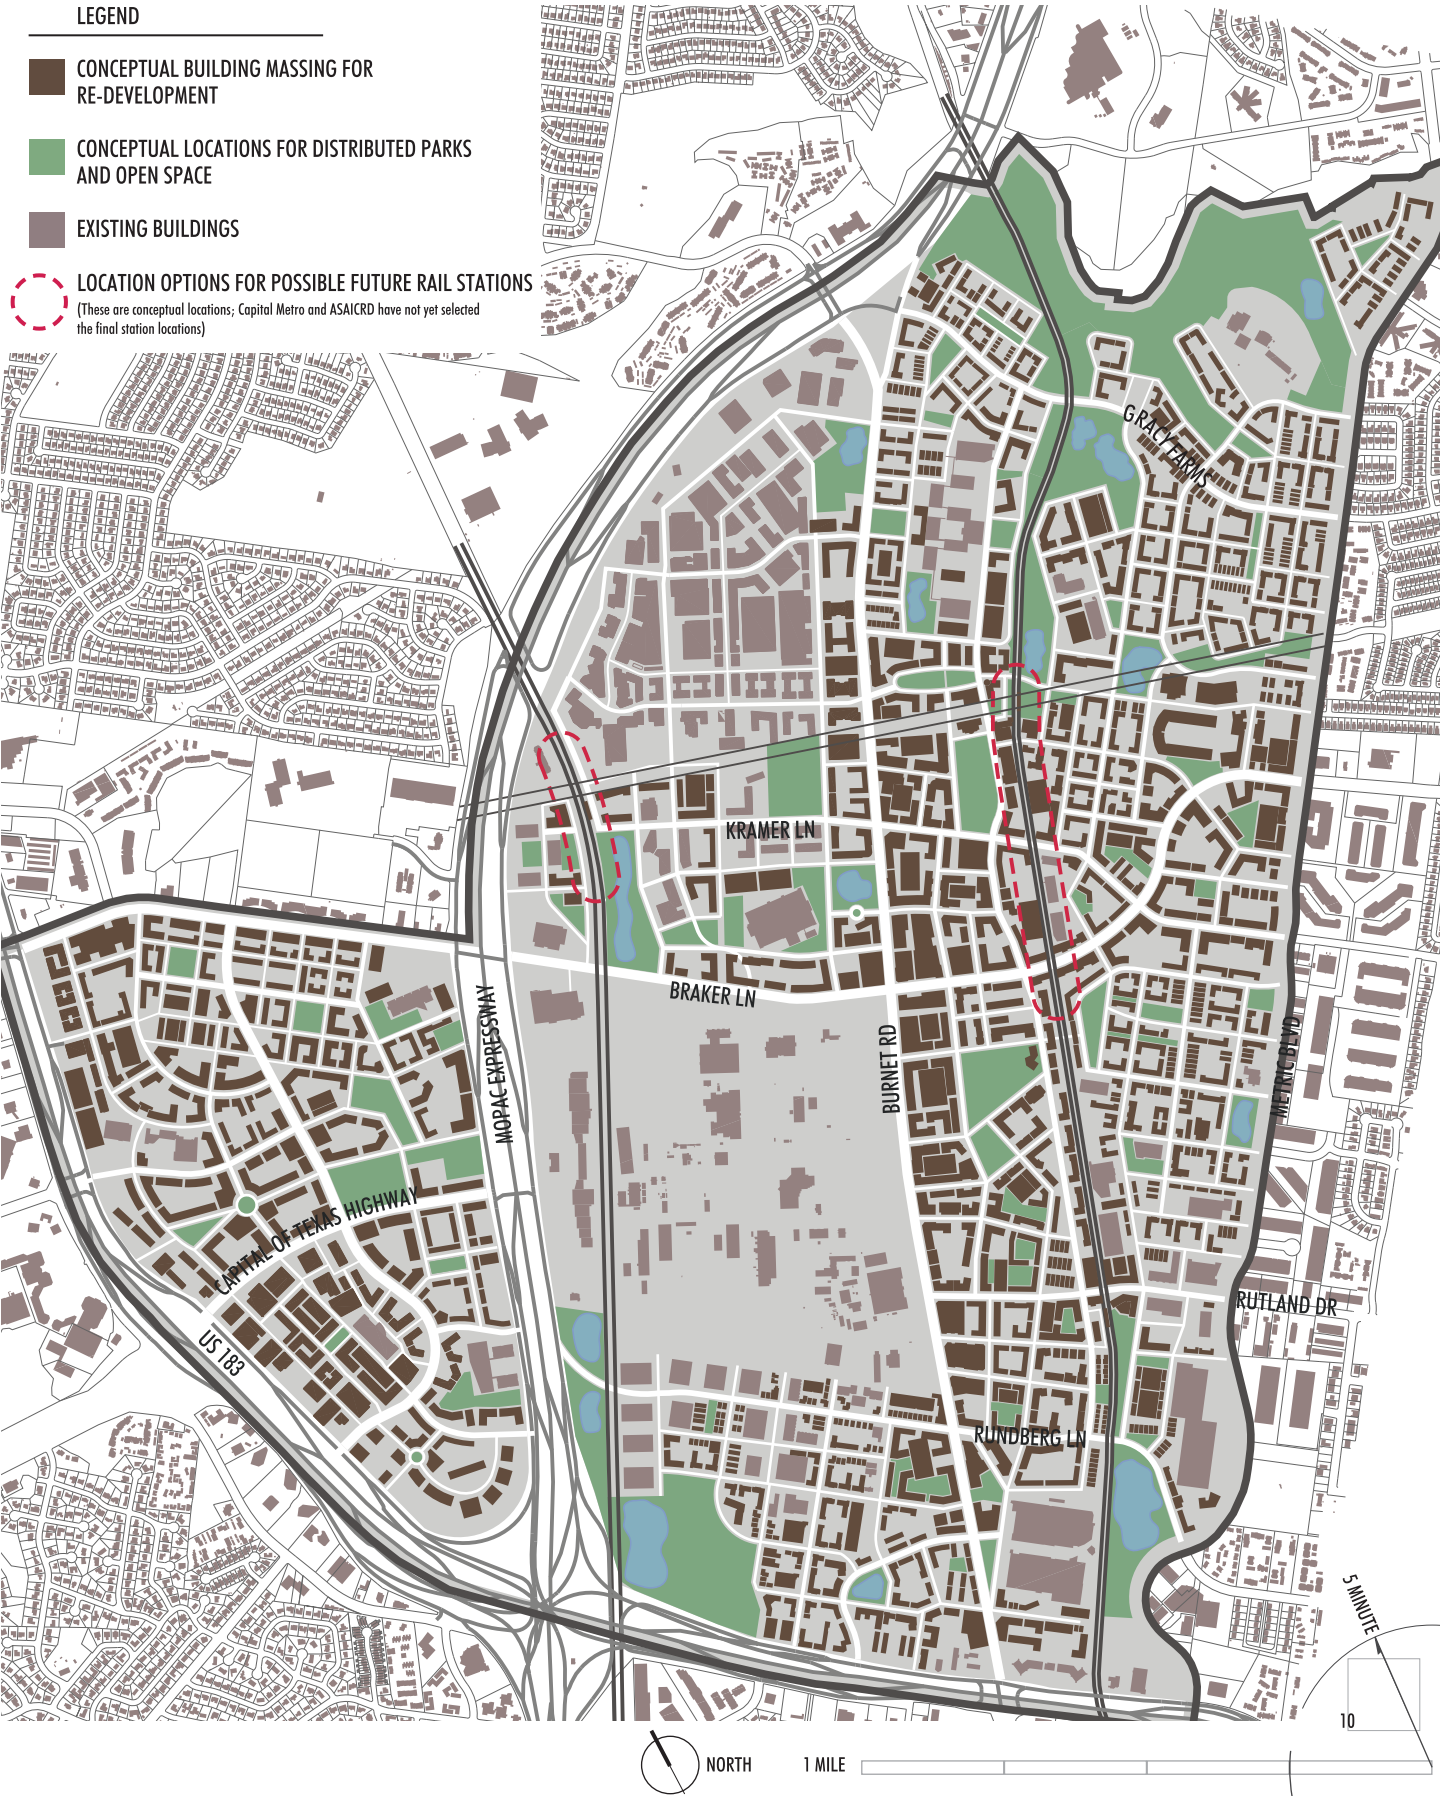 LEGEND
CONCEPTUAL BUILDING MASSING FOR
RE-DEVELOPMENT
CONCEPTUAL LOCATIONS FOR DISTRIBUTED PARKS
AND OPEN SPACE
EXISTING BUILDINGS
LOCATION OPTIONS FOR POSSIBLE FUTURE RAIL STATIONS
(These are conceptual locations; Capital Metro and ASAICRD have not yet selected
the final station locations)
GRACY FARMS
KRAMER LN
BRAKER LN
MOPAC EXPRESSWAY
BURNET RD
METRIC BLVD
CAPITAL OF TEXAS HIGHWAY
US 183
RUTLAND DR
RUNDBERG LN
5 MINUTE
10
NORTH
1 MILE